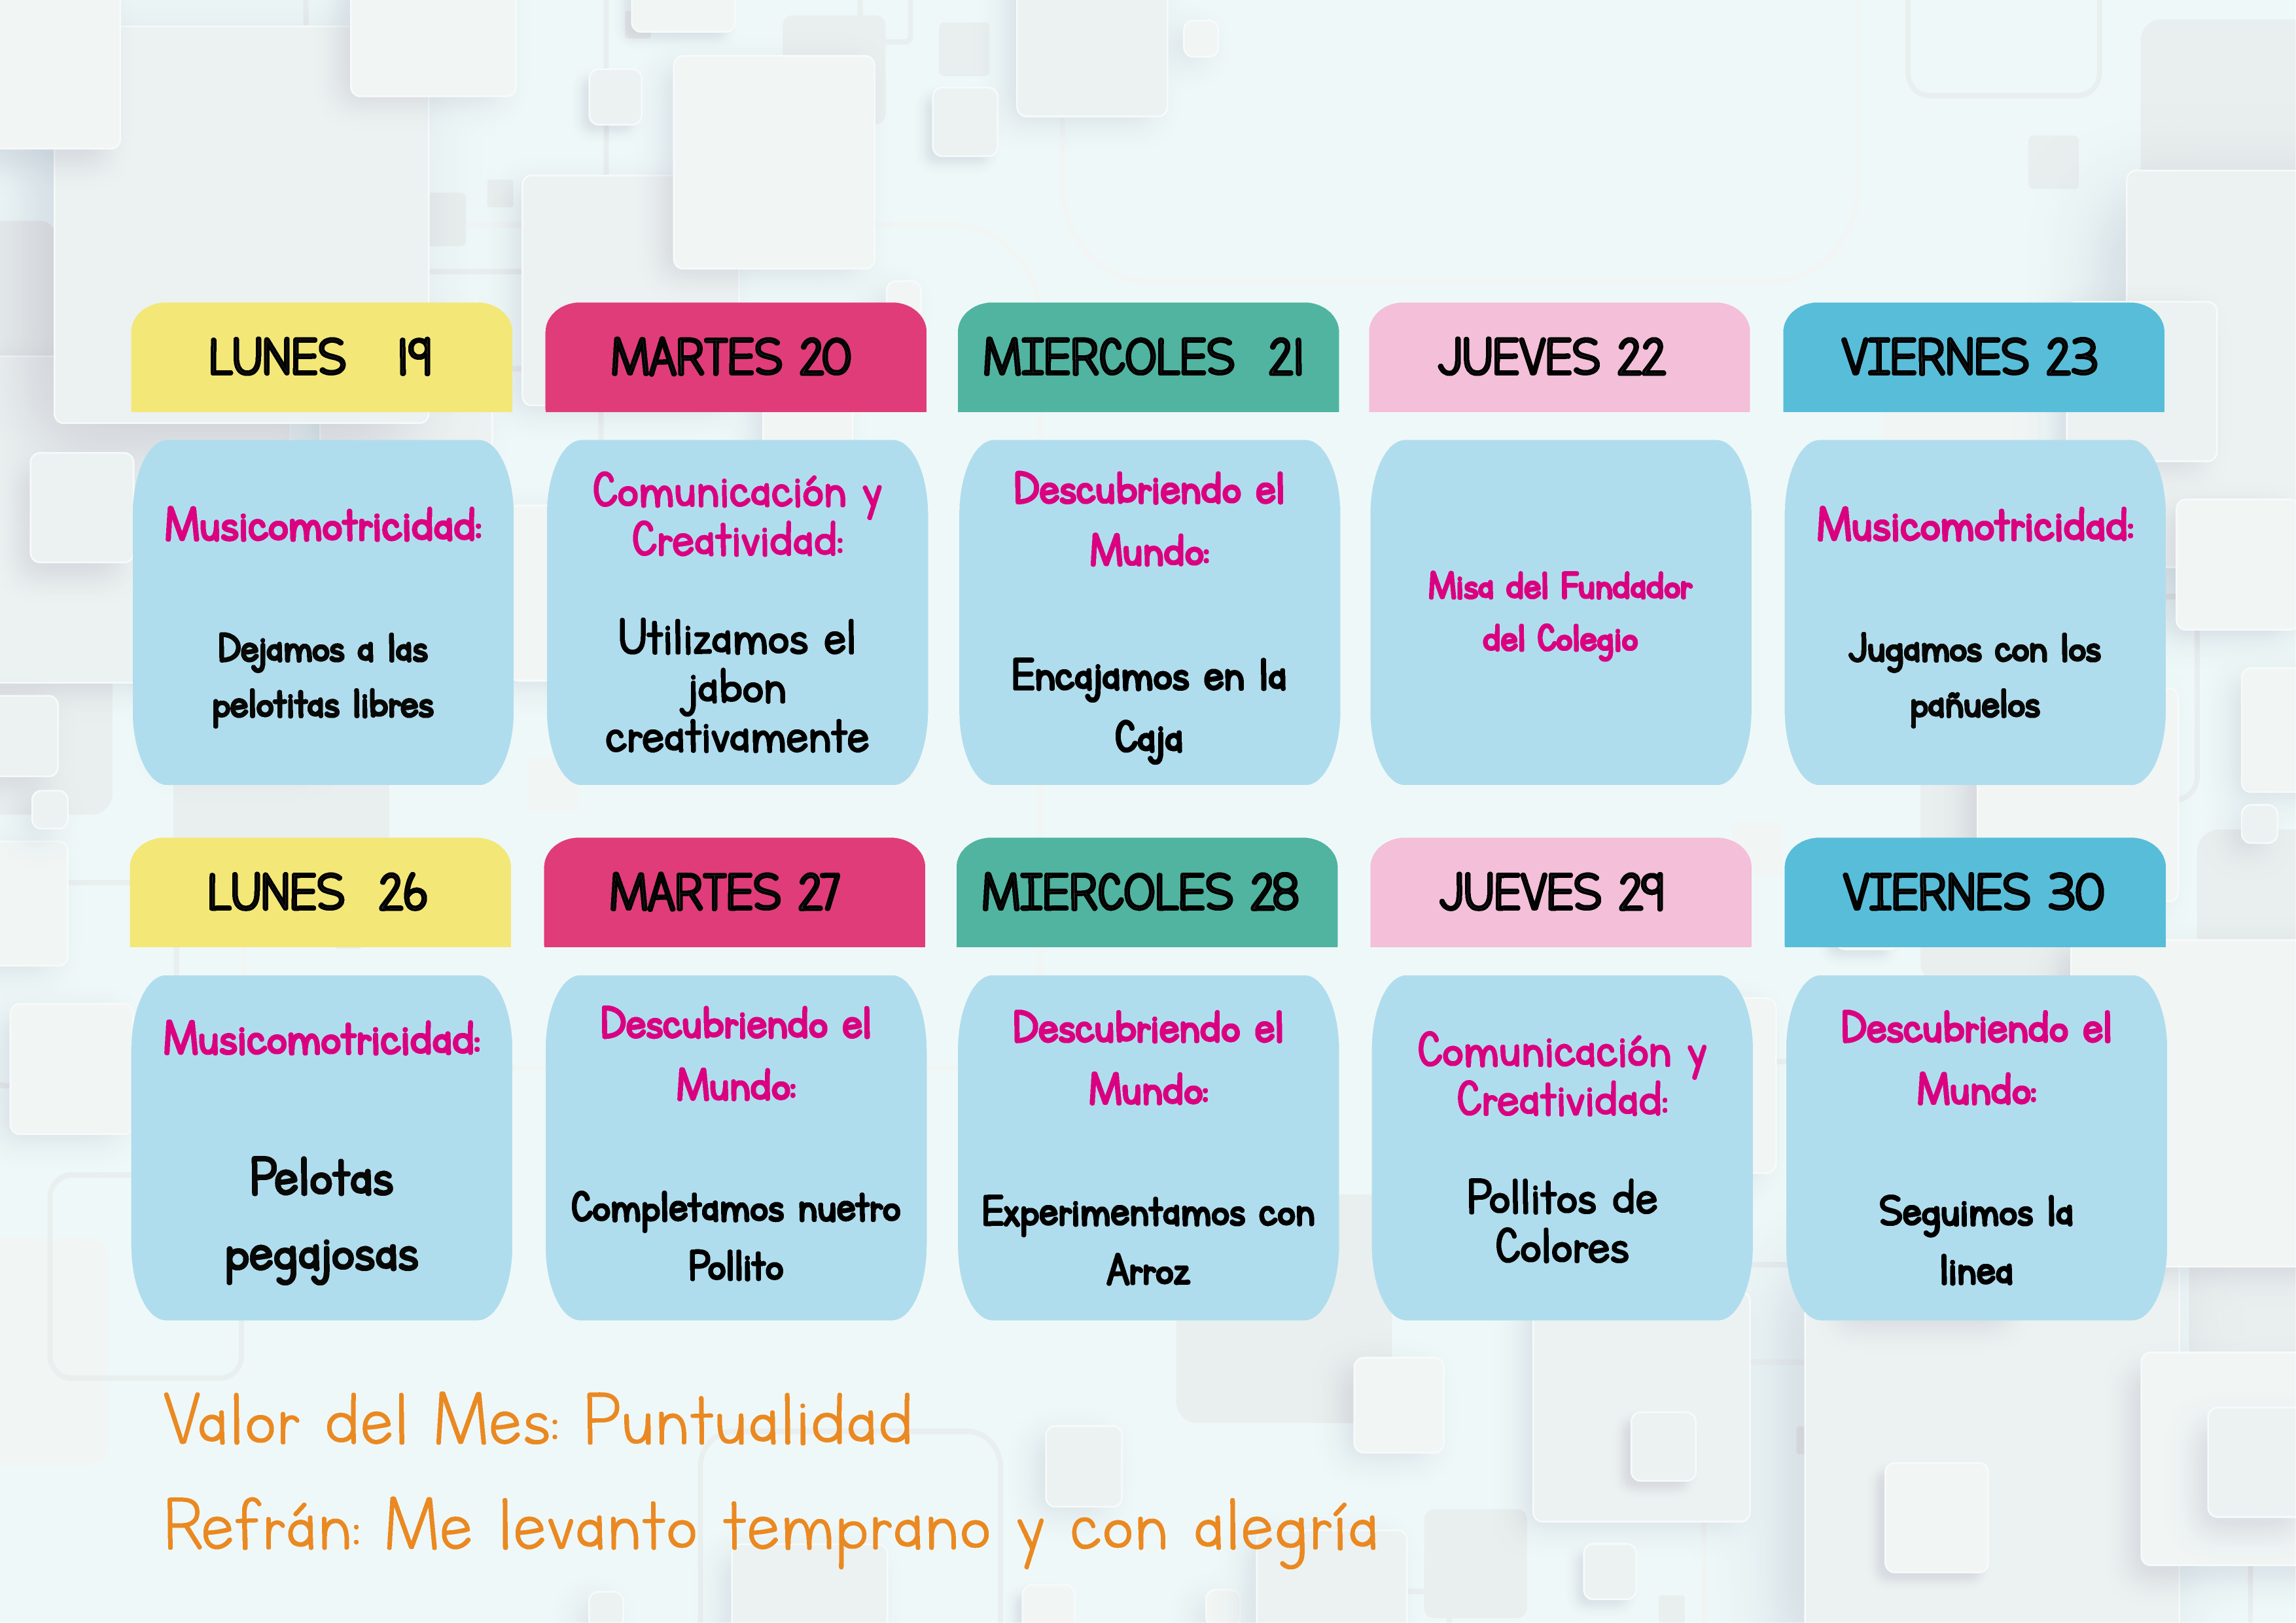 LUNES 19
MARTES 20
MIERCOLES 21
JUEVES 22
VIERNES 23
Musicomotricidad:
Dejamos a las
pelotitas libres
Comunicación y
Creatividad:
Utilizamos el
jabon
creativamente
Descubriendo el
Mundo:
Encajamos en la
Caja
Misa del Fundador
del Colegio
Musicomotricidad:
Jugamos con los
pañuelos
LUNES 26
MARTES 27
MIERCOLES 28
JUEVES 29
VIERNES 30
Musicomotricidad:
Pelotas
pegajosas
Descubriendo el
Mundo:
Completamos nuetro
Pollito
Descubriendo el
Mundo:
Experimentamos con
Arroz
Comunicación y
Creatividad:
Pollitos de
Colores
Descubriendo el
Mundo:
Seguimos la
linea
Valor del Mes: Puntualidad
Refrán: Me levanto temprano y con alegría